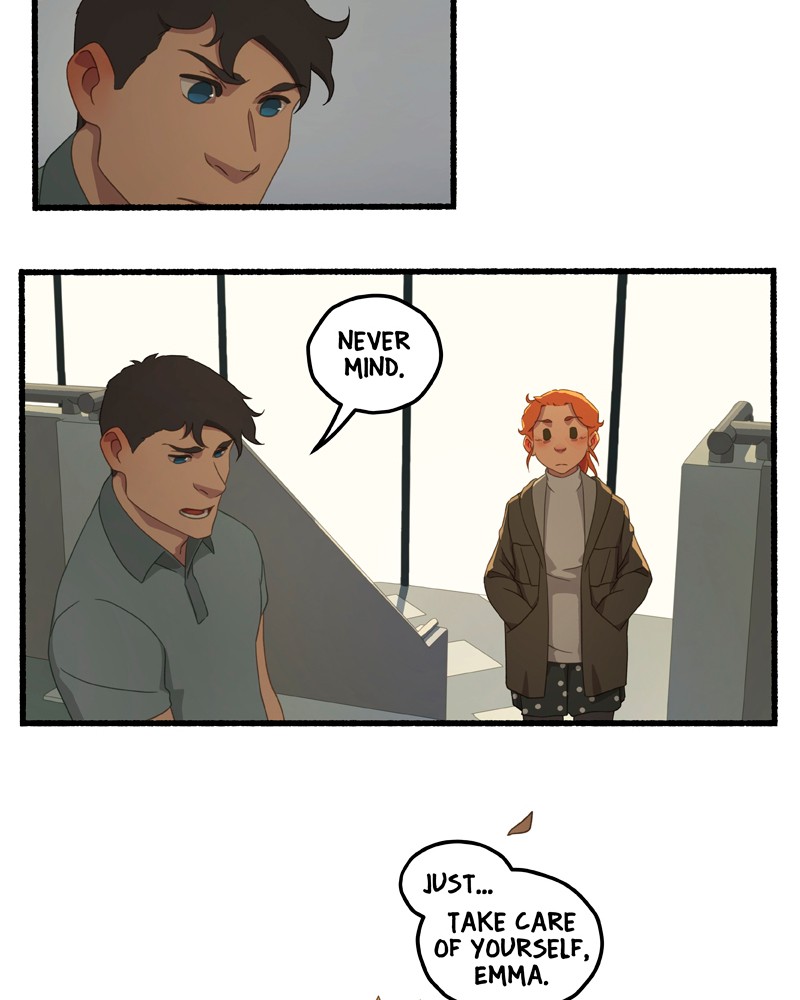 NEVER
MIND.
JUST...
TAKE CARE
OF YOURSELF,
EMMA.